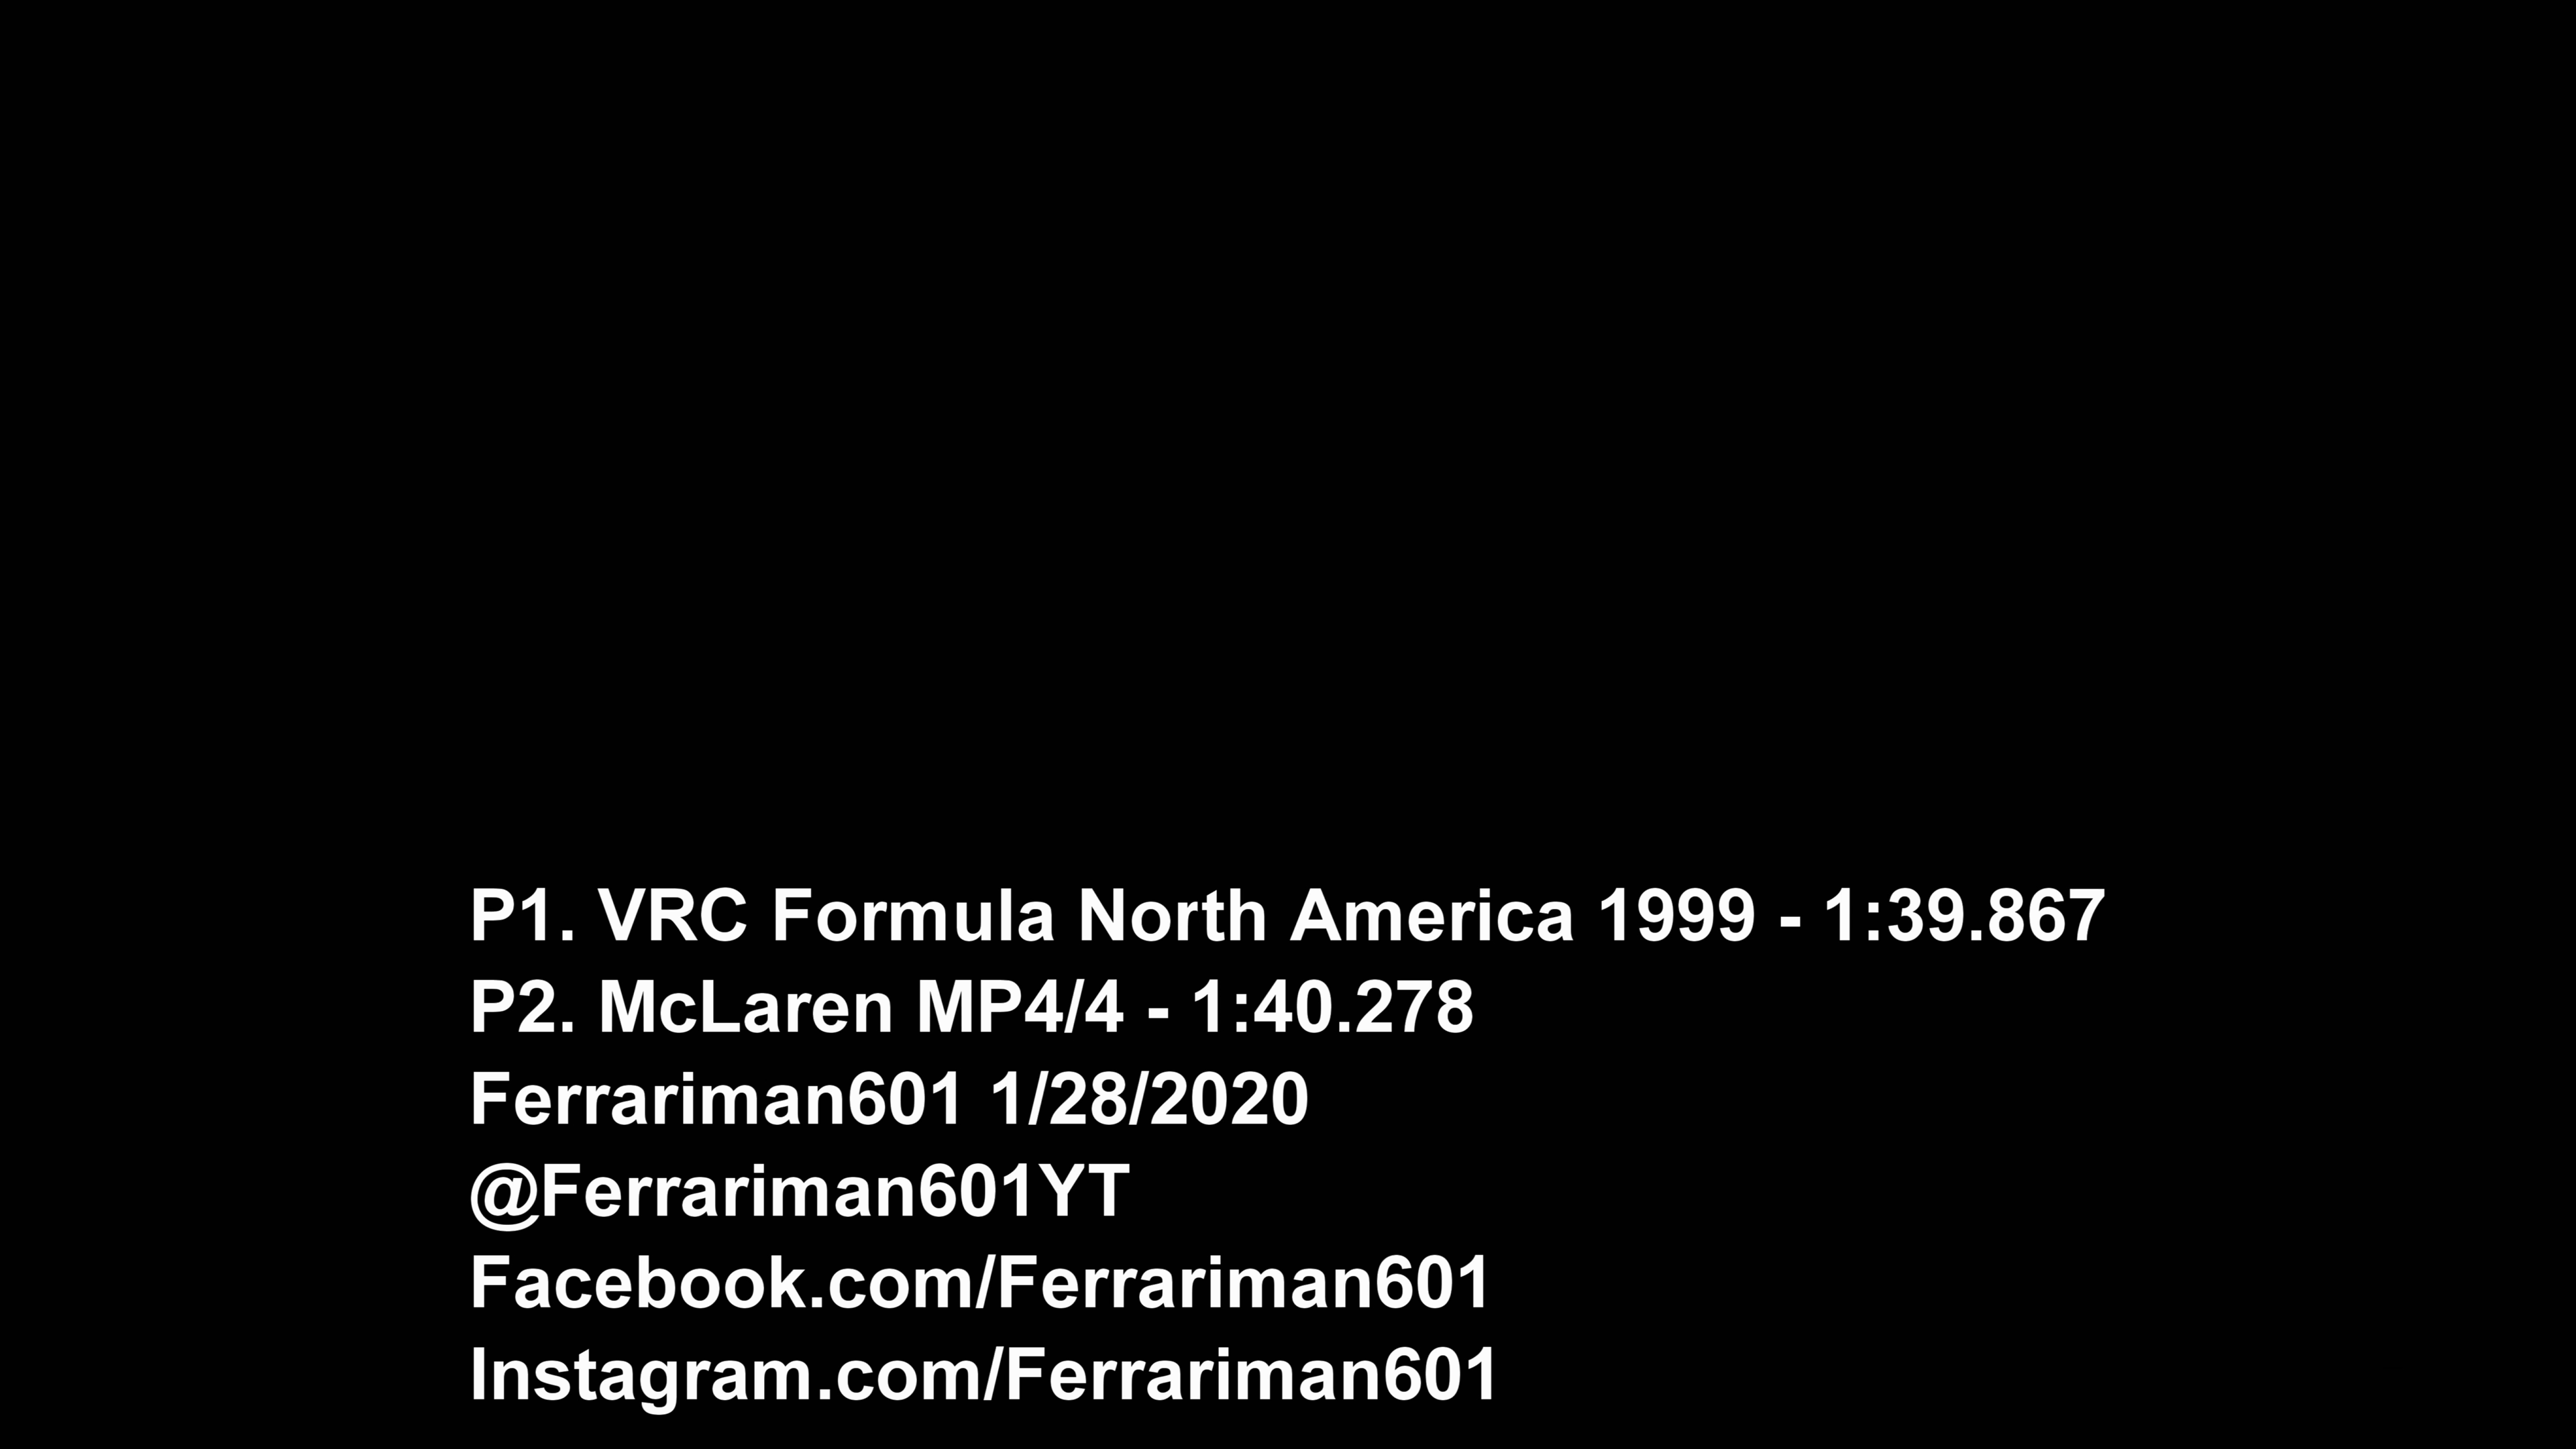 P1. VRC Formula North America 1999 - 1:39.867
P2. McLaren MP4/4 - 1:40.278
Ferrariman601 1/28/2020
@Ferrariman601YT
Facebook.com/Ferrariman601
Instagram.com/Ferrariman601